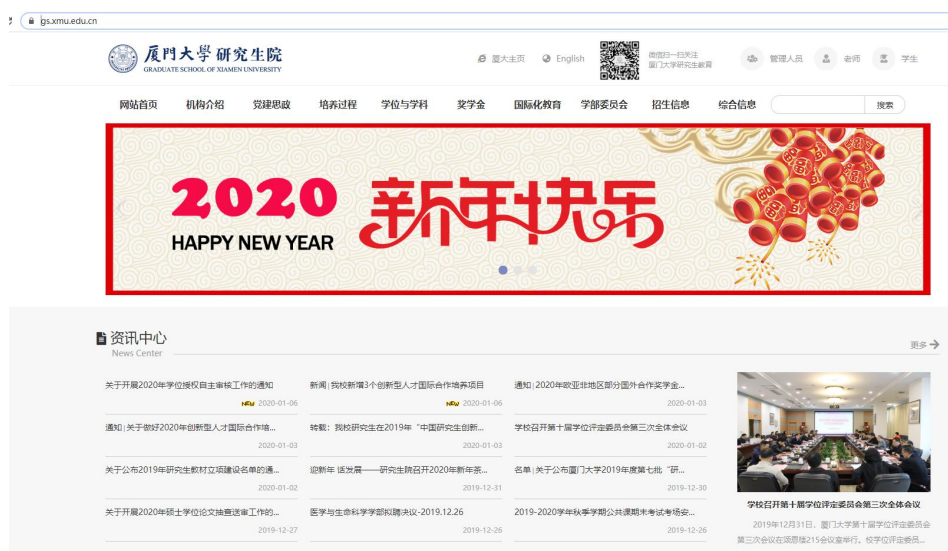 gs.xmu.edu.cn
厦門大學 研究生院
GRADUATE SCHOOL OF XIAMEN UNIVERSITY
厦大主页 English
微信扫一扫关注
厦门大学研究生教育
管理人员 老师 学生
网站首页 机构介绍 党建思政 培养过程 学位与学科 奖学金 国际化教育 学部委员会 招生信息 综合信息 搜索
2020 新年快乐
HAPPY NEW YEAR
资讯中心
News Center
更多
关于开展2020年学位授权自主审核工作的通知
NEW 2020-01-06
新闻|我校新增3个创新型人才国际合作培养项目
NEW 2020-01-06
通知|2020年欧亚非地区部分国外合作奖学金...
2020-01-03
通知|关于做好2020年创新型人才国际合作培...
2020-01-03
转载：我校研究生在2019年“中国研究生创新...
2020-01-03
学校召开第十届学位评定委员会第三次全体会议
2020-01-02
关于公布2019年研究生教材立项建设名单的通...
2020-01-02
迎新年 话发展——研究生院召开2020年新年茶...
2019-12-31
名单|关于公布厦门大学2019年度第七批“研...
2019-12-30
关于开展2020年硕士学位论文抽查送审工作的...
2019-12-27
医学与生命科学学部拟聘决议-2019.12.26
2019-12-26
2019-2020学年秋季学期公共课期末考试考场安...
2019-12-26
学校召开第十届学位评定委员会第三次全体会议
2019年12月31日，厦门大学第十届学位评定委员会
第三次会议在颂恩楼215会议室举行。校学位评定委员...